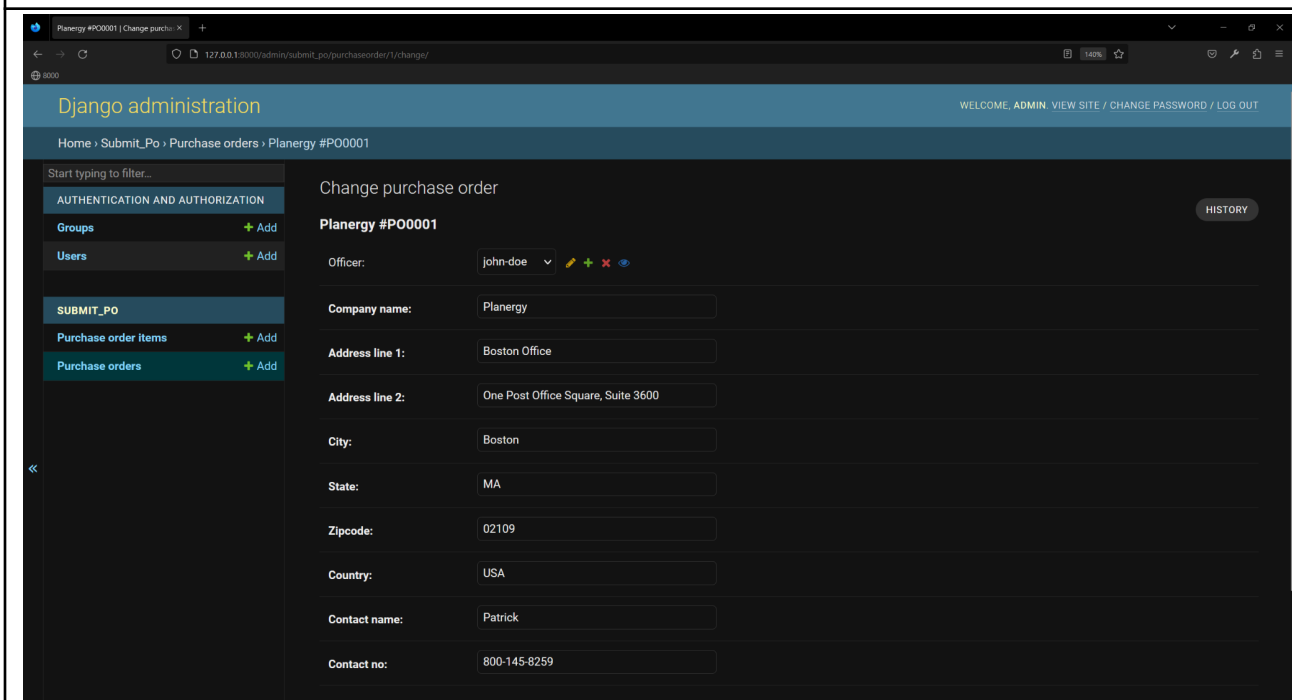 Planergy #PO0001 | Change purcha
127.0.0.1:8000/admin/submit_po/purchaseorder/1/change/
140%
8000
Django administration
WELCOME, ADMIN. VIEW SITE / CHANGE PASSWORD / LOG OUT
Home › Submit_Po › Purchase orders › Planergy #PO0001
Start typing to filter...
AUTHENTICATION AND AUTHORIZATION
Groups + Add
Users + Add
SUBMIT_PO
Purchase order items + Add
Purchase orders + Add
«
Change purchase order
HISTORY
Planergy #PO0001
Officer: john-doe
Company name: Planergy
Address line 1: Boston Office
Address line 2: One Post Office Square, Suite 3600
City: Boston
State: MA
Zipcode: 02109
Country: USA
Contact name: Patrick
Contact no: 800-145-8259